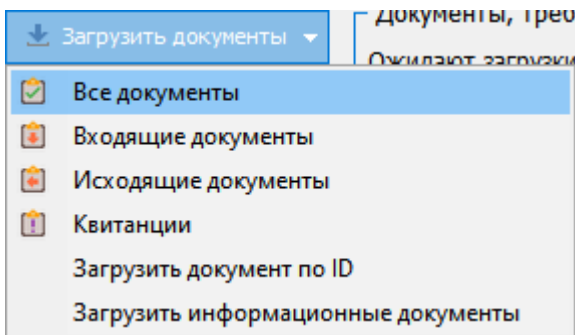 Загрузить документы
Документы,
Ожидают загрузки
Все документы
Входящие документы
Исходящие документы
Квитанции
Загрузить документ по ID
Загрузить информационные документы